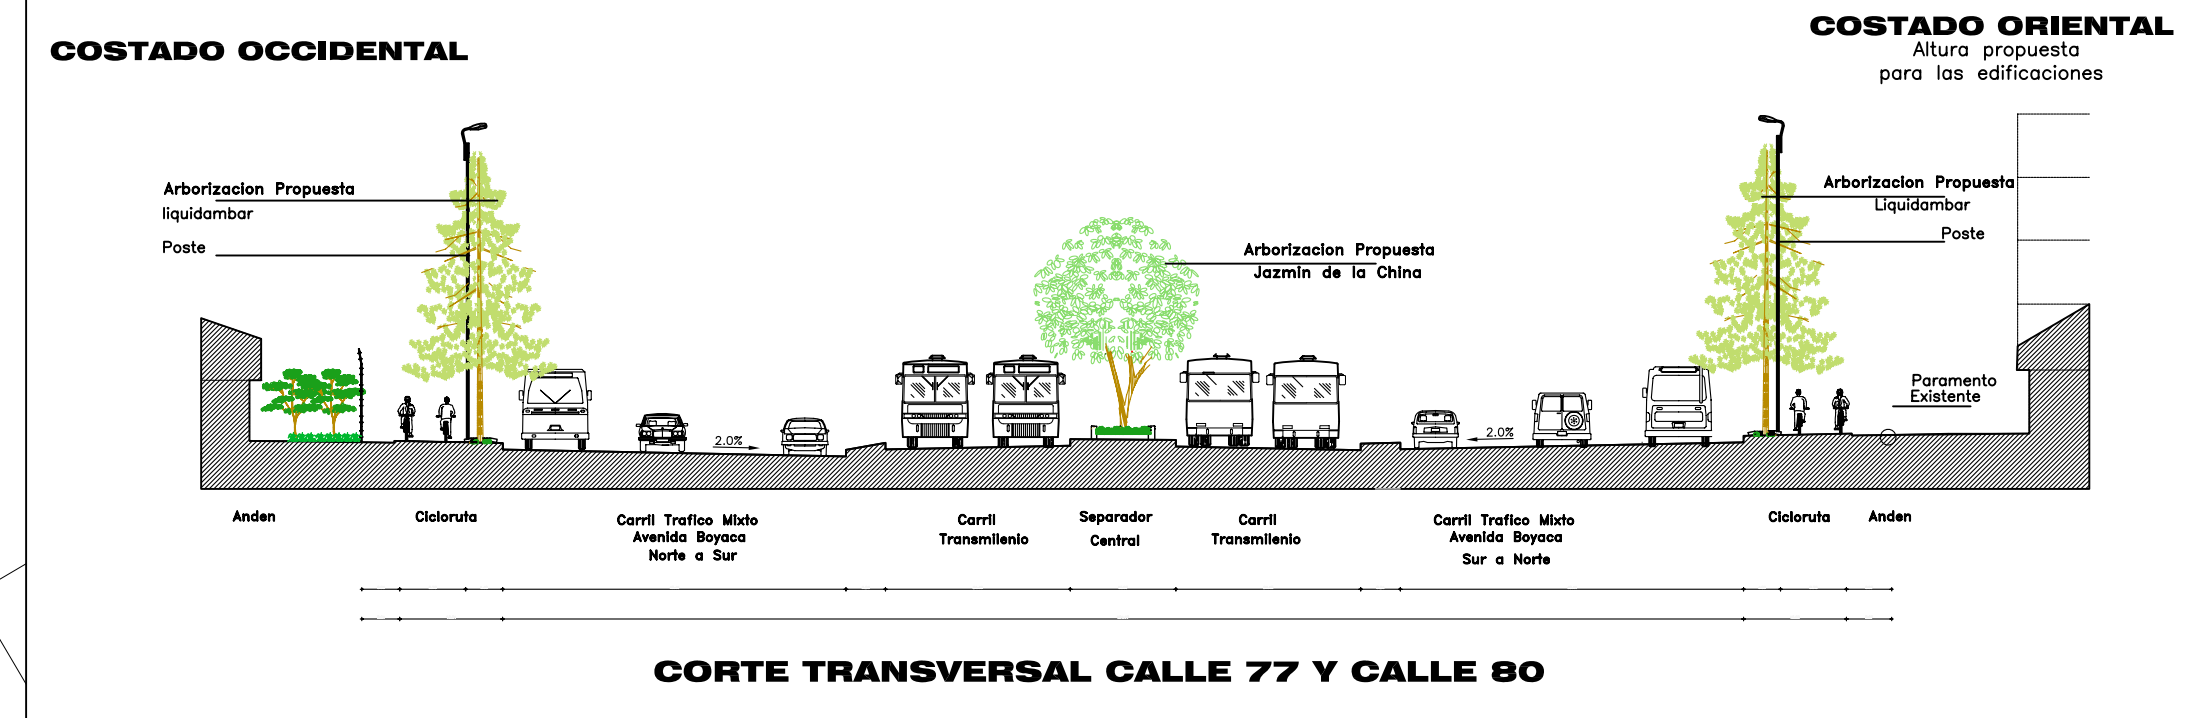 COSTADO OCCIDENTAL
COSTADO ORIENTAL
Altura propuesta
para las edificaciones
Arborizacion Propuesta
liquidambar
Poste
Arborizacion Propuesta
Jazmin de la China
Arborizacion Propuesta
Liquidambar
Poste
Paramento
Existente
2.0%
2.0%
Anden
Cicloruta
Carril Trafico Mixto
Avenida Boyaca
Norte a Sur
Carril
Transmilenio
Separador
Central
Carril
Transmilenio
Carril Trafico Mixto
Avenida Boyaca
Sur a Norte
Cicloruta
Anden
CORTE TRANSVERSAL CALLE 77 Y CALLE 80